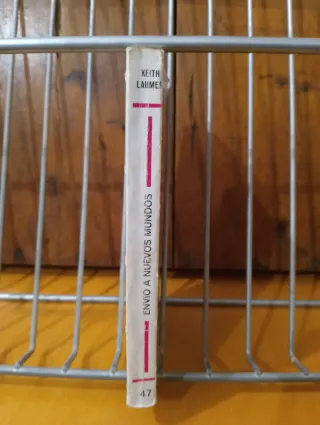 KEITH
LAUMER
ENVIO A NUEVOS MUNDOS
47